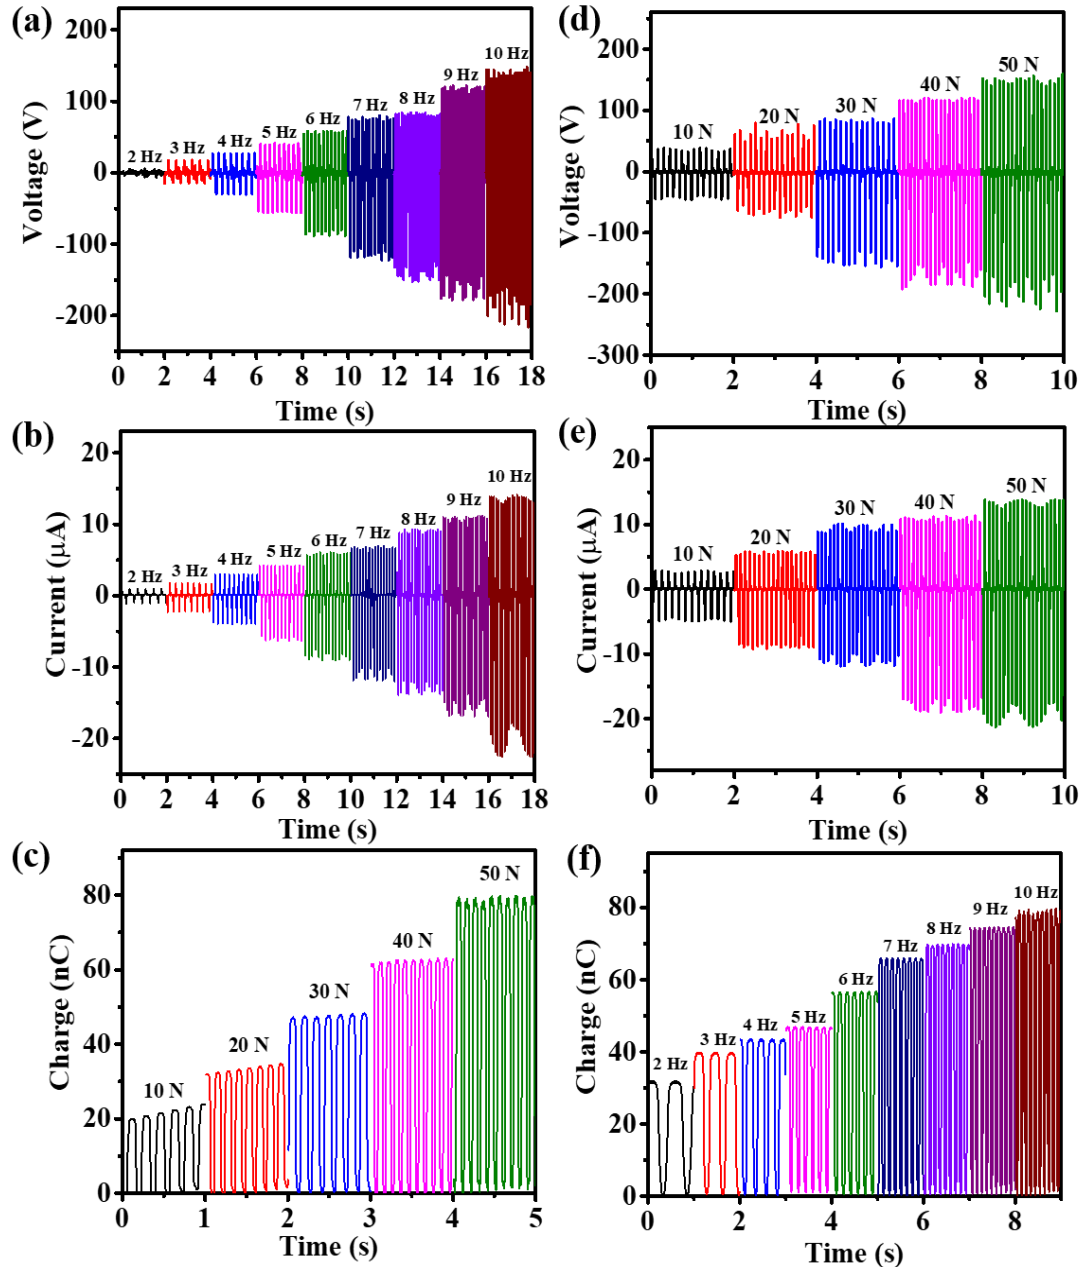 (a)
Voltage (V)
200
100
0
-100
-200
2 Hz
3 Hz
4 Hz
5 Hz
6 Hz
7 Hz
8 Hz
9 Hz
10 Hz
0 2 4 6 8 10 12 14 16 18
Time (s)
(d)
Voltage (V)
200
100
0
-100
-200
-300
10 N
20 N
30 N
40 N
50 N
0 2 4 6 8 10
Time (s)
(b)
Current (μA)
20
10
0
-10
-20
2 Hz
3 Hz
4 Hz
5 Hz
6 Hz
7 Hz
8 Hz
9 Hz
10 Hz
0 2 4 6 8 10 12 14 16 18
Time (s)
(e)
Current (μA)
20
10
0
-10
-20
10 N
20 N
30 N
40 N
50 N
0 2 4 6 8 10
Time (s)
(c)
Charge (nC)
80
60
40
20
0
10 N
20 N
30 N
40 N
50 N
0 1 2 3 4 5
Time (s)
(f)
Charge (nC)
80
60
40
20
0
2 Hz
3 Hz
4 Hz
5 Hz
6 Hz
7 Hz
8 Hz
9 Hz
10 Hz
0 2 4 6 8
Time (s)